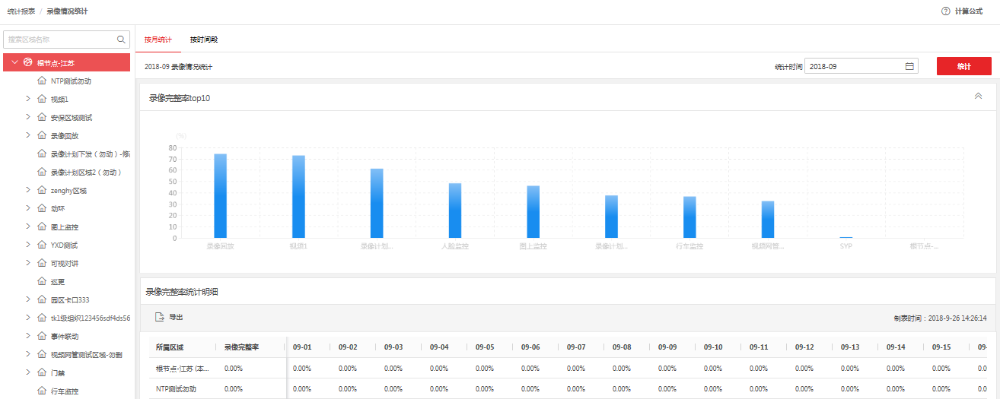 统计报表 / 录像情况统计
计算公式
搜索区域名称
根节点-江苏
NTP测试勿动
视频1
安保区域测试
录像回放
录像计划下发（勿动）-修改
录像计划区域2（勿动）
zenghy区域
动环
图上监控
YXD测试
可视对讲
巡更
园区卡口333
tk1级组织123456sdf4ds56
事件联动
视频网管测试区域-勿删
门禁
行车监控
按月统计 按时间段
2018-09 录像情况统计
统计时间 2018-09 统计
录像完整率top10
(%)
80
70
60
50
40
30
20
10
0
录像回放 视频1 录像计划... 人脸监控 图上监控 录像计划... 行车监控 视频网管... SYP 根节点-...
录像完整率统计明细
导出
制表时间：2018-9-26 14:26:14
所属区域 录像完整率 09-01 09-02 09-03 09-04 09-05 09-06 09-07 09-08 09-09 09-10 09-11 09-12 09-13 09-14 09-15 09-
根节点-江苏 (本... 0.00% 0.00% 0.00% 0.00% 0.00% 0.00% 0.00% 0.00% 0.00% 0.00% 0.00% 0.00% 0.00% 0.00% 0.00% 0.00% 0.0
NTP测试勿动 0.00% 0.00% 0.00% 0.00% 0.00% 0.00% 0.00% 0.00% 0.00% 0.00% 0.00% 0.00% 0.00% 0.00% 0.00% 0.00% 0.0